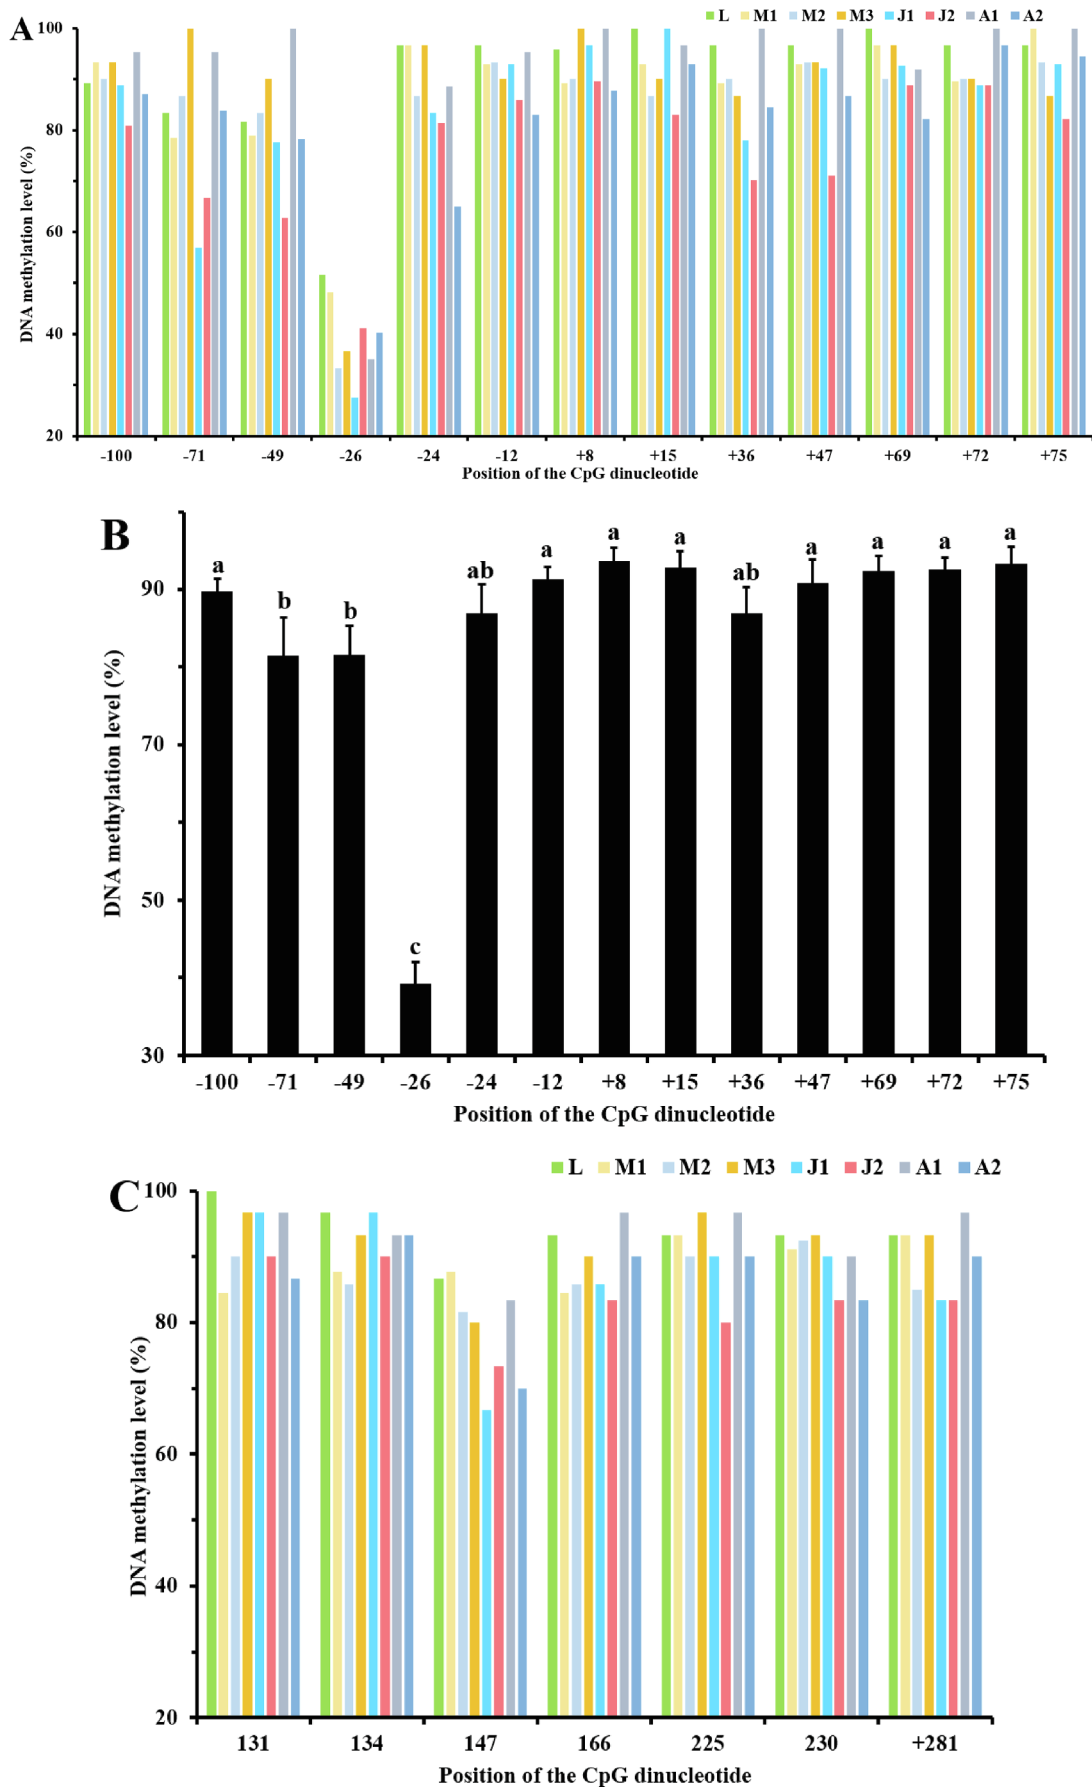 A
L M1 M2 M3 J1 J2 A1 A2
100
80
60
40
20
DNA methylation level (%)
-100 -71 -49 -26 -24 -12 +8 +15 +36 +47 +69 +72 +75
Position of the CpG dinucleotide
B
90
70
50
30
DNA methylation level (%)
a b b c ab a a a ab a a a a
-100 -71 -49 -26 -24 -12 +8 +15 +36 +47 +69 +72 +75
Position of the CpG dinucleotide
C
L M1 M2 M3 J1 J2 A1 A2
100
80
60
40
20
DNA methylation level (%)
131 134 147 166 225 230 +281
Position of the CpG dinucleotide